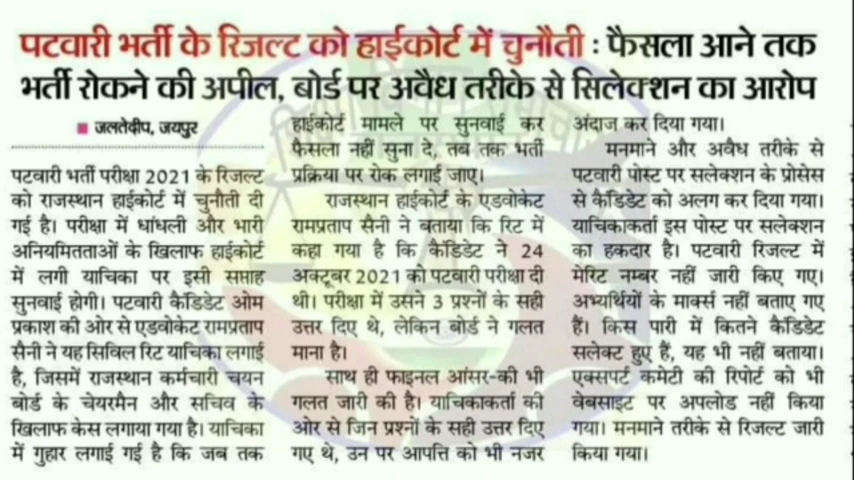 पटवारी भर्ती के रिजल्ट को हाईकोर्ट में चुनौती : फैसला आने तक
भर्ती रोकने की अपील, बोर्ड पर अवैध तरीके से सिलेक्शन का आरोप
■ जलतेदीप, जयपुर
पटवारी भर्ती परीक्षा 2021 के रिजल्ट
को राजस्थान हाईकोर्ट में चुनौती दी
गई है। परीक्षा में धांधली और भारी
अनियमितताओं के खिलाफ हाईकोर्ट
में लगी याचिका पर इसी सप्ताह
सुनवाई होगी। पटवारी कैडिडेट ओम
प्रकाश की ओर से एडवोकेट रामप्रताप
सैनी ने यह सिविल रिट याचिका लगाई
है, जिसमें राजस्थान कर्मचारी चयन
बोर्ड के चेयरमैन और सचिव के
खिलाफ केस लगाया गया है। याचिका
में गुहार लगाई गई है कि जब तक
हाईकोर्ट मामले पर सुनवाई कर
फैसला नहीं सुना दे, तब तक भर्ती
प्रक्रिया पर रोक लगाई जाए।
राजस्थान हाईकोर्ट के एडवोकेट
रामप्रताप सैनी ने बताया कि रिट में
कहा गया है कि कैंडिडेट ने 24
अक्टूबर 2021 को पटवारी परीक्षा दी
थी। परीक्षा में उसने 3 प्रश्नों के सही
उत्तर दिए थे, लेकिन बोर्ड ने गलत
माना है।
साथ ही फाइनल आंसर-की भी
गलत जारी की है। याचिकाकर्ता की
ओर से जिन प्रश्नों के सही उत्तर दिए
गए थे, उन पर आपत्ति को भी नजर
अंदाज कर दिया गया।
मनमाने और अवैध तरीके से
पटवारी पोस्ट पर सलेक्शन के प्रोसेस
से कैंडिडेट को अलग कर दिया गया।
याचिकाकर्ता इस पोस्ट पर सलेक्शन
का हकदार है। पटवारी रिजल्ट में
मेरिट नम्बर नहीं जारी किए गए।
अभ्यर्थियों के मार्क्स नहीं बताए गए
हैं। किस पारी में कितने कैंडिडेट
सलेक्ट हुए हैं, यह भी नहीं बताया।
एक्सपर्ट कमेटी की रिपोर्ट को भी
वेबसाइट पर अपलोड नहीं किया
गया। मनमाने तरीके से रिजल्ट जारी
किया गया।